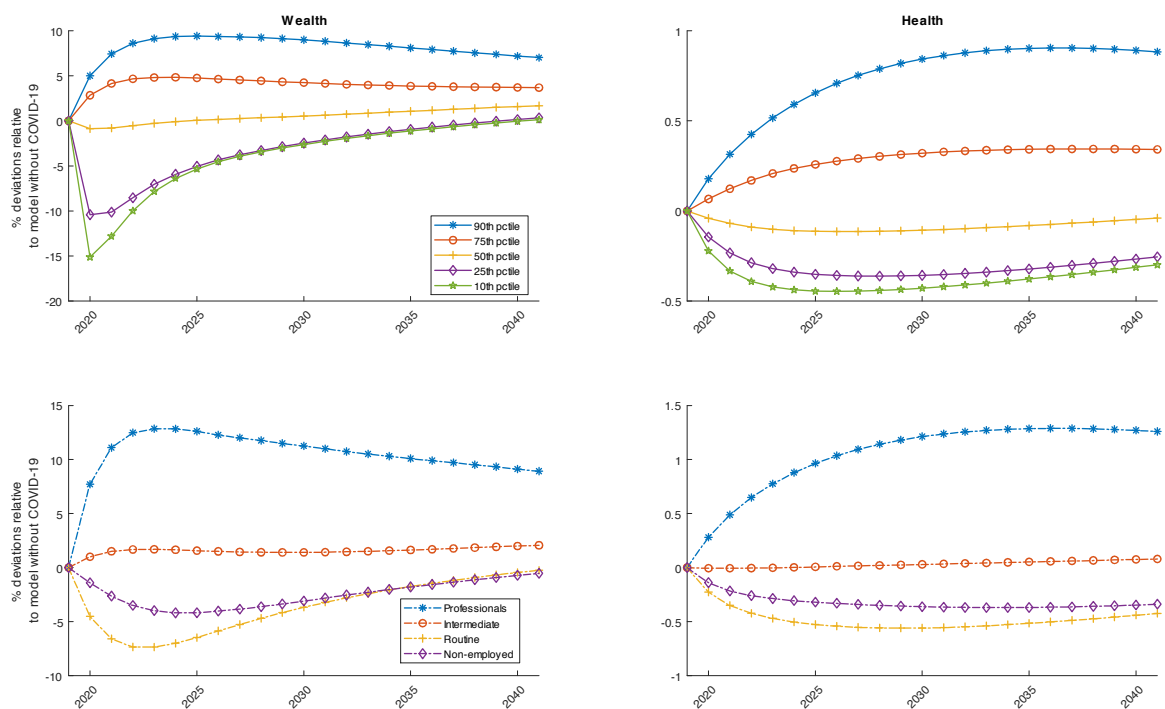 Wealth
10
5
0
-5
-10
-15
-20
% deviations relative
to model without COVID-19
2020
2025
2030
2035
2040
90th pctile
75th pctile
50th pctile
25th pctile
10th pctile
Health
1
0.5
0
-0.5
2020
2025
2030
2035
2040
15
10
5
0
-5
-10
% deviations relative
to model without COVID-19
2020
2025
2030
2035
2040
Professionals
Intermediate
Routine
Non-employed
1.5
1
0.5
0
-0.5
-1
2020
2025
2030
2035
2040